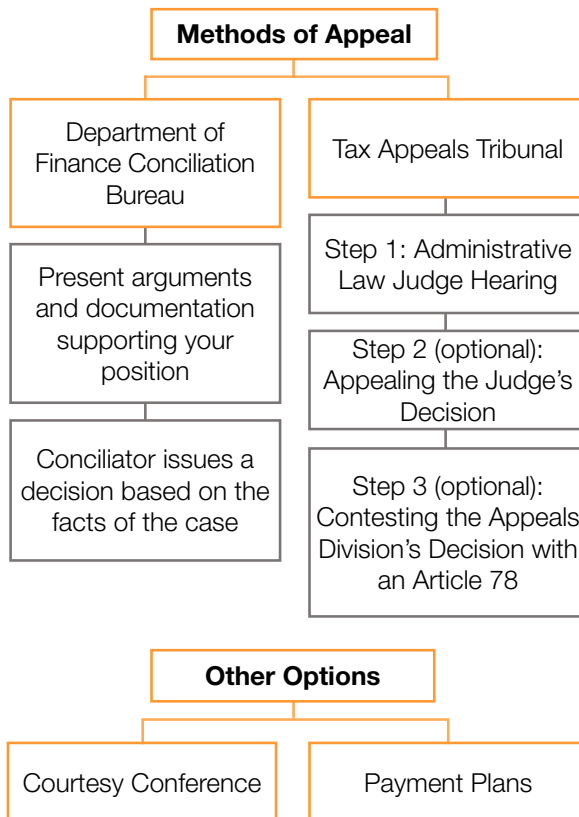 Methods of Appeal
Department of
Finance Conciliation
Bureau
Present arguments
and documentation
supporting your
position
Conciliator issues a
decision based on the
facts of the case
Tax Appeals Tribunal
Step 1: Administrative
Law Judge Hearing
Step 2 (optional):
Appealing the Judge’s
Decision
Step 3 (optional):
Contesting the Appeals
Division’s Decision with
an Article 78
Other Options
Courtesy Conference
Payment Plans